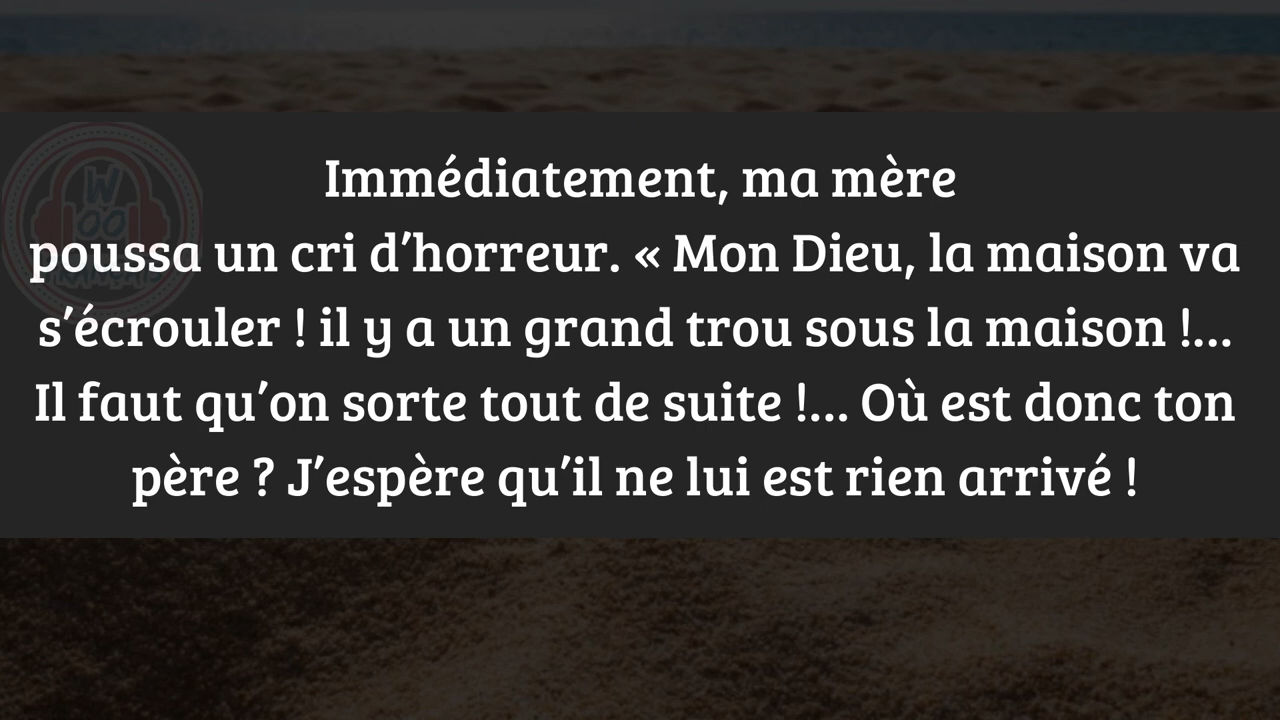 Immédiatement, ma mère
poussa un cri d’horreur. « Mon Dieu, la maison va
s’écrouler ! il y a un grand trou sous la maison !...
Il faut qu’on sorte tout de suite !... Où est donc ton
père ? J’espère qu’il ne lui est rien arrivé !
W
OO